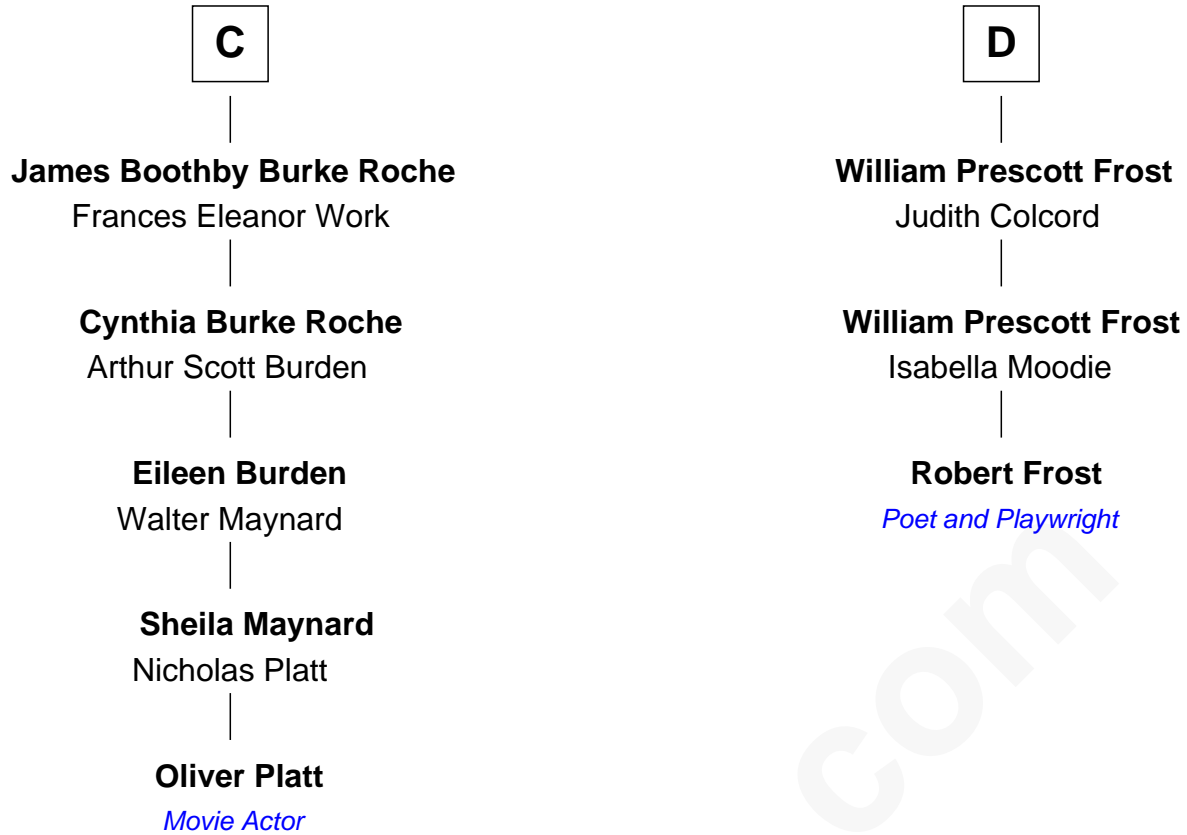 C
James Boothby Burke Roche
Frances Eleanor Work
Cynthia Burke Roche
Arthur Scott Burden
Eileen Burden
Walter Maynard
Sheila Maynard
Nicholas Platt
Oliver Platt
Movie Actor
D
William Prescott Frost
Judith Colcord
William Prescott Frost
Isabella Moodie
Robert Frost
Poet and Playwright
com